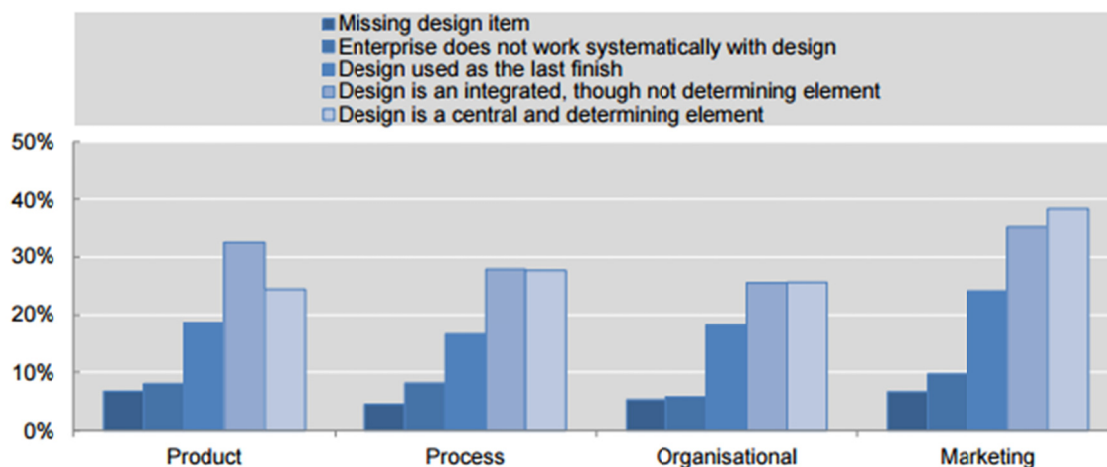 Missing design item
Enterprise does not work systematically with design
Design used as the last finish
Design is an integrated, though not determining element
Design is a central and determining element
50%
40%
30%
20%
10%
0%
Product Process Organisational Marketing